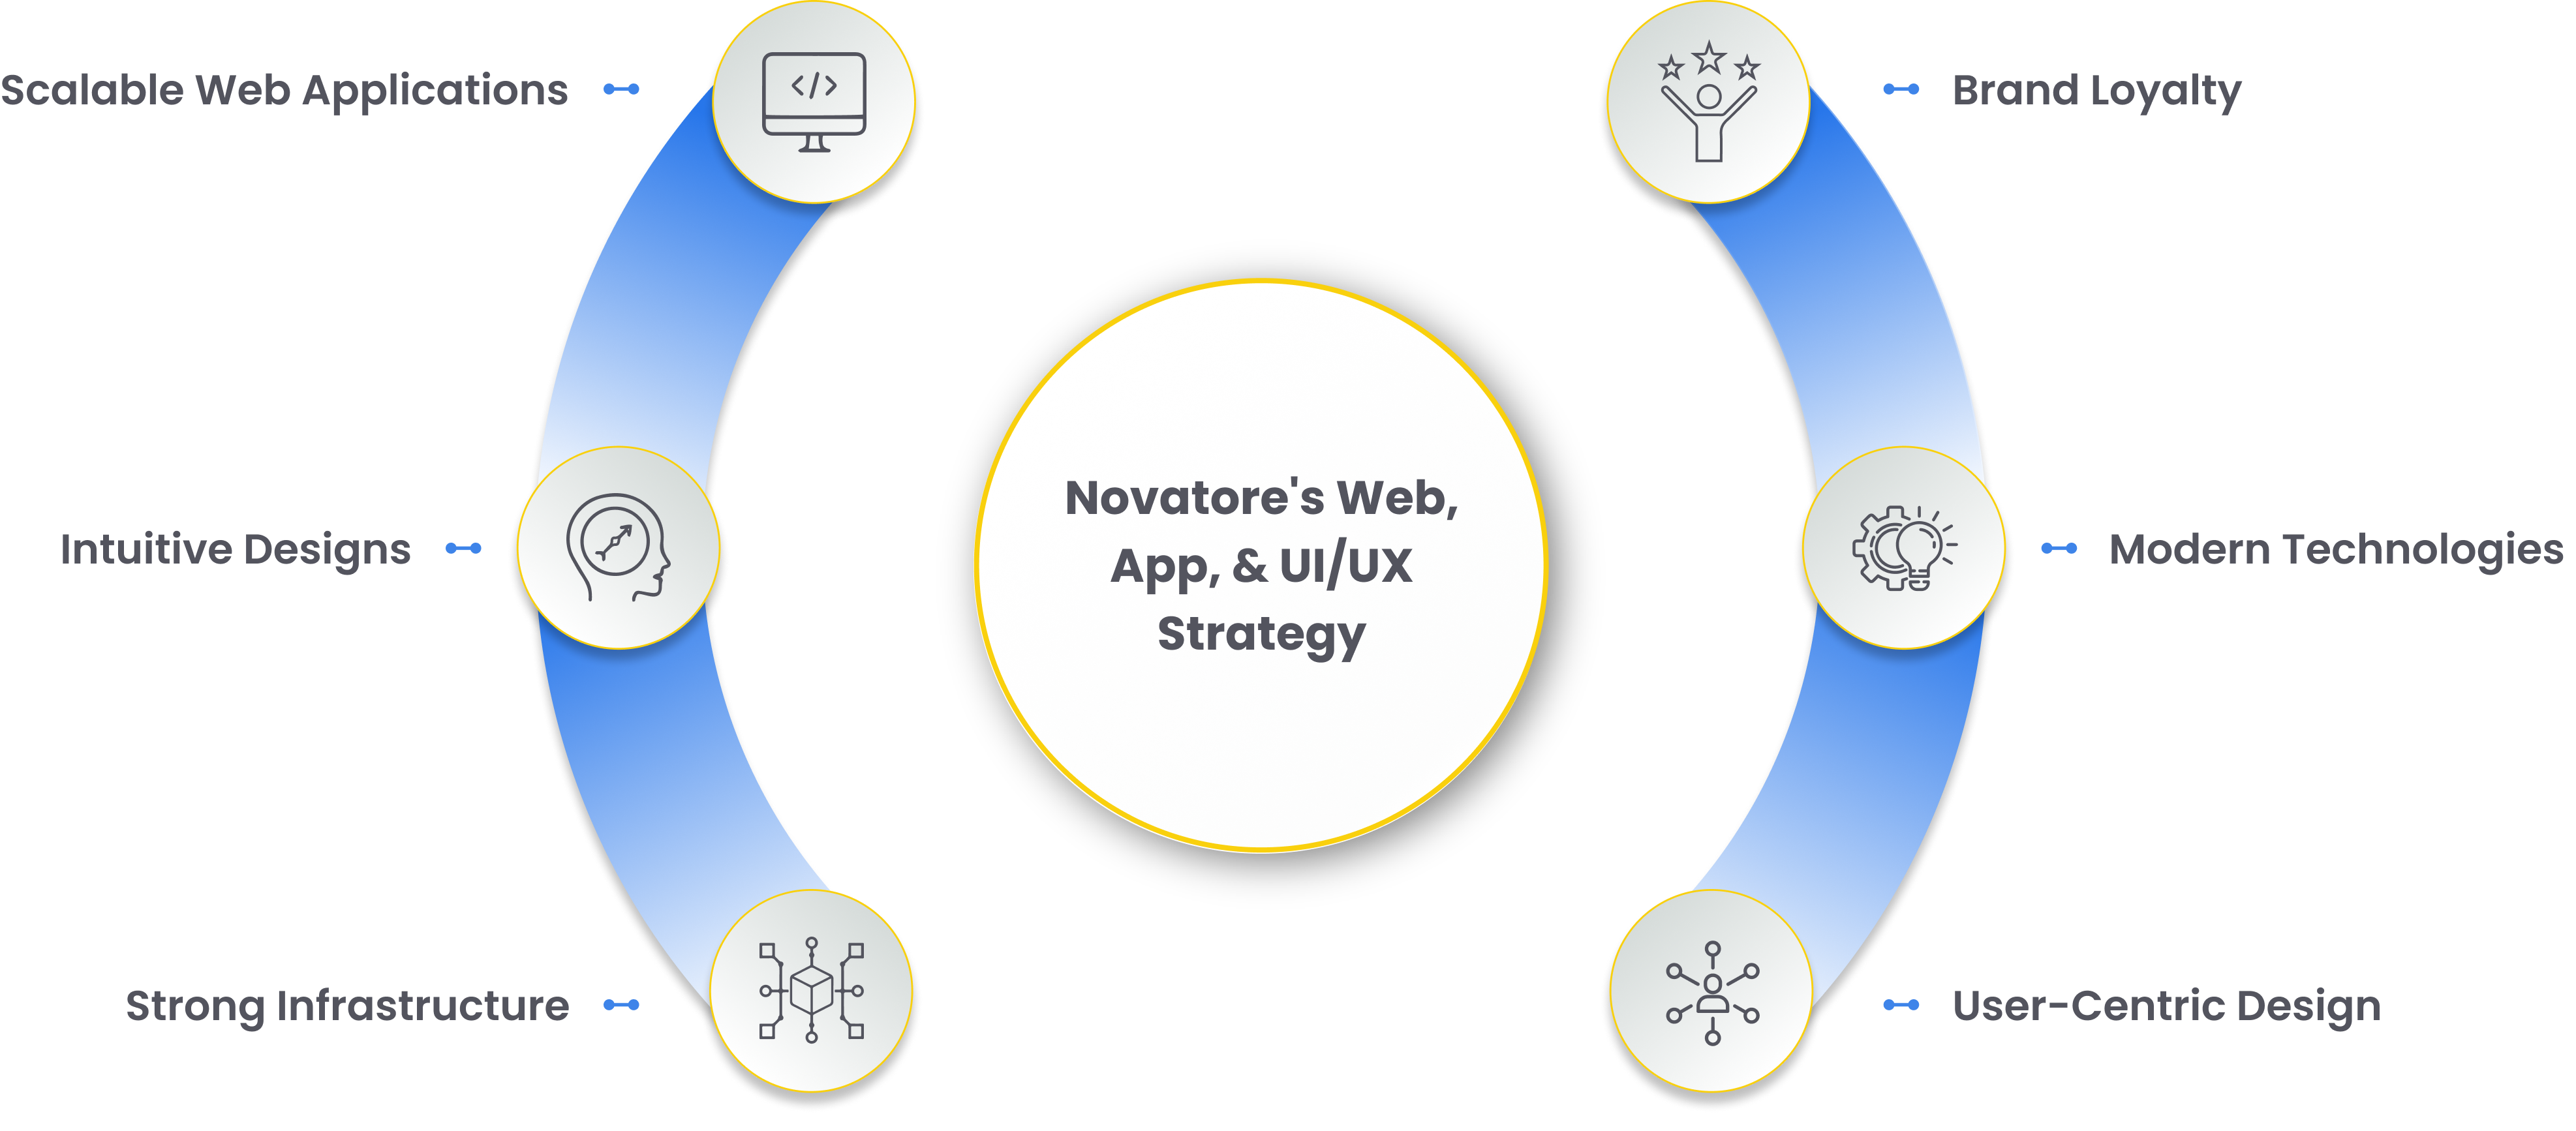 Scalable Web Applications
Intuitive Designs
Strong Infrastructure
</>
Novatore's Web,
App, & UI/UX
Strategy
Brand Loyalty
Modern Technologies
User-Centric Design